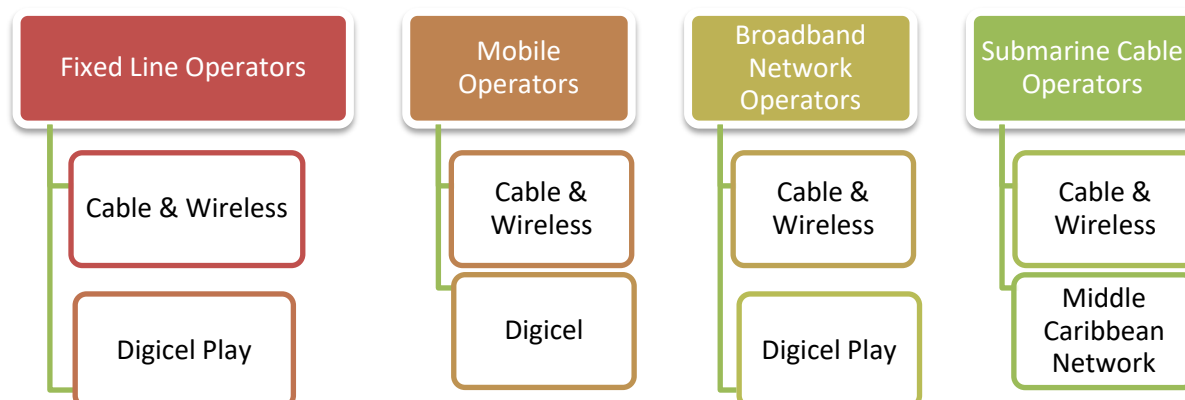 Fixed Line Operators
Cable & Wireless
Digicel Play
Mobile
Operators
Cable &
Wireless
Digicel
Broadband
Network
Operators
Cable &
Wireless
Digicel Play
Submarine Cable
Operators
Cable &
Wireless
Middle
Caribbean
Network